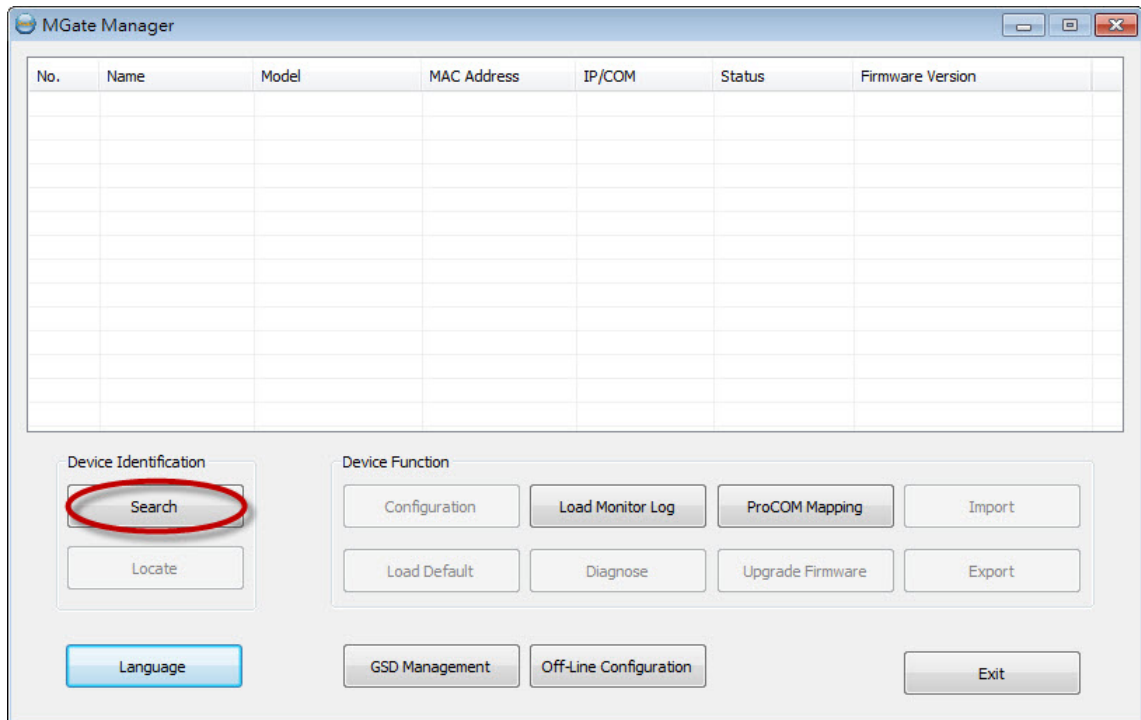 MGate Manager
No. Name Model MAC Address IP/COM Status Firmware Version
Device Identification Device Function
Search Configuration Load Monitor Log ProCOM Mapping Import
Locate Load Default Diagnose Upgrade Firmware Export
Language GSD Management Off-Line Configuration Exit